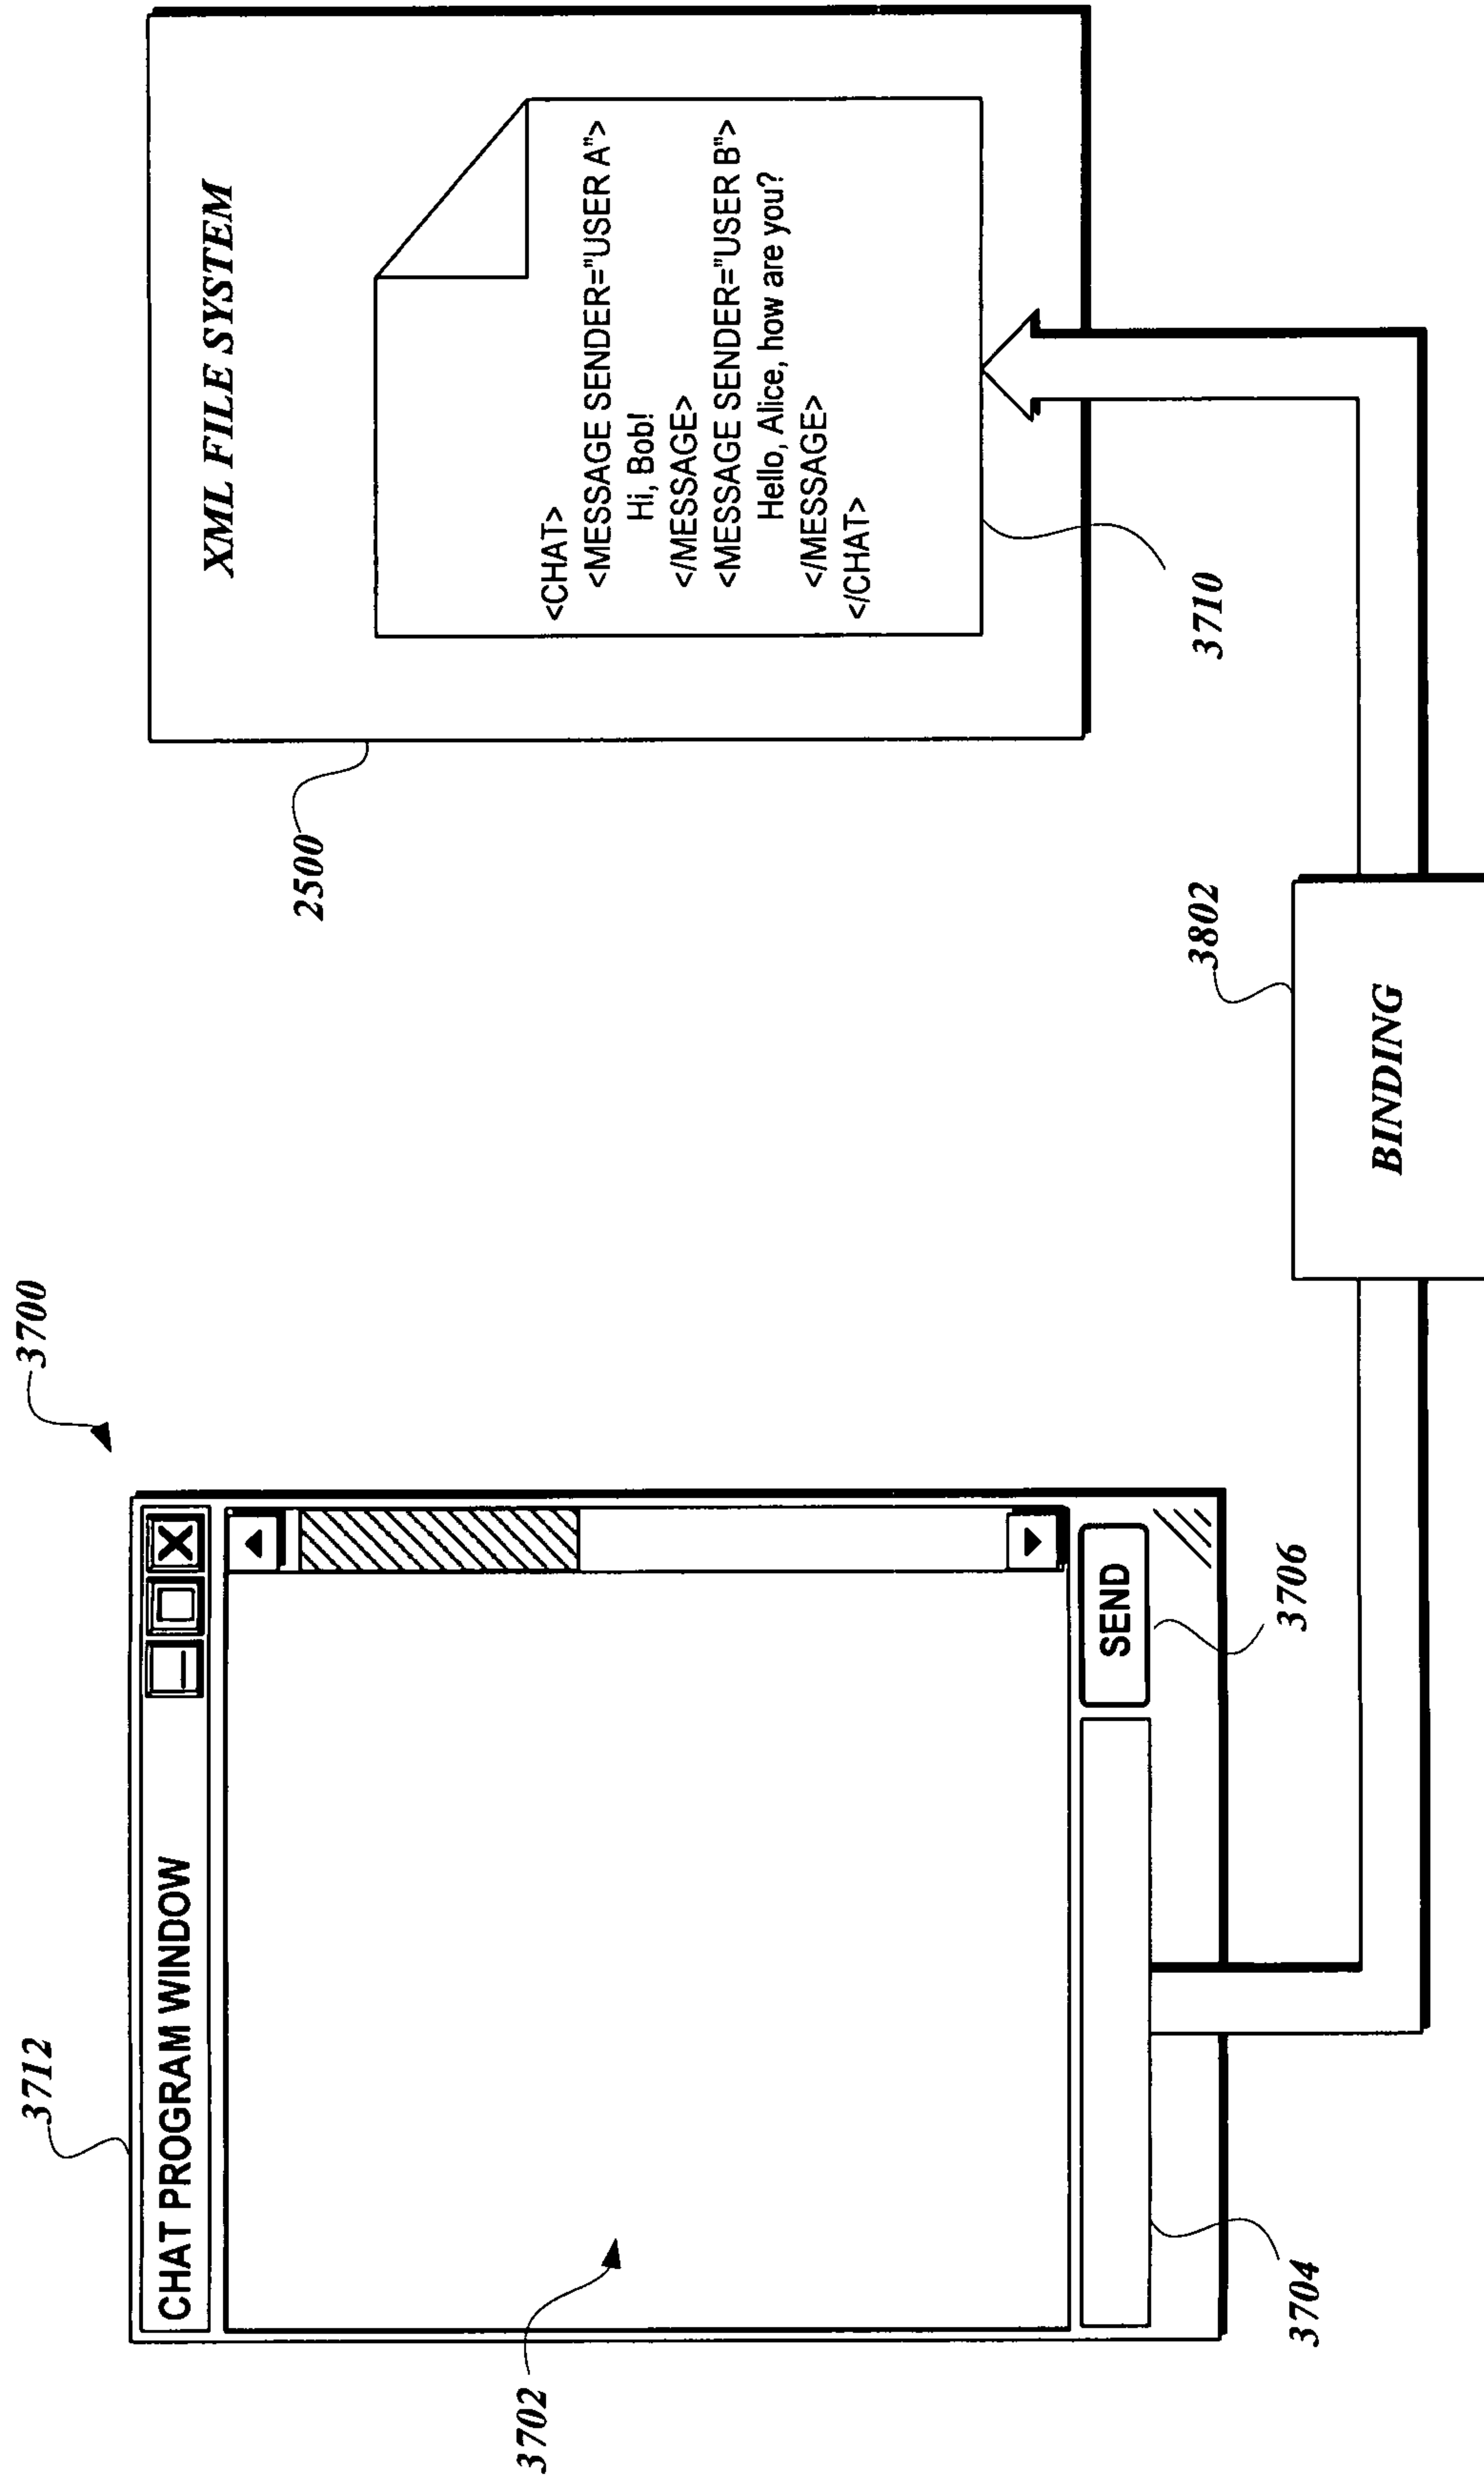 3700
3712
CHAT PROGRAM WINDOW
3702
SEND
3704
3706
2500
XML FILE SYSTEM
<CHAT>
<MESSAGE SENDER="USER A">
Hi, Bob!
</MESSAGE>
<MESSAGE SENDER="USER B">
Hello, Alice, how are you?
</MESSAGE>
</CHAT>
3710
3802
BINDING